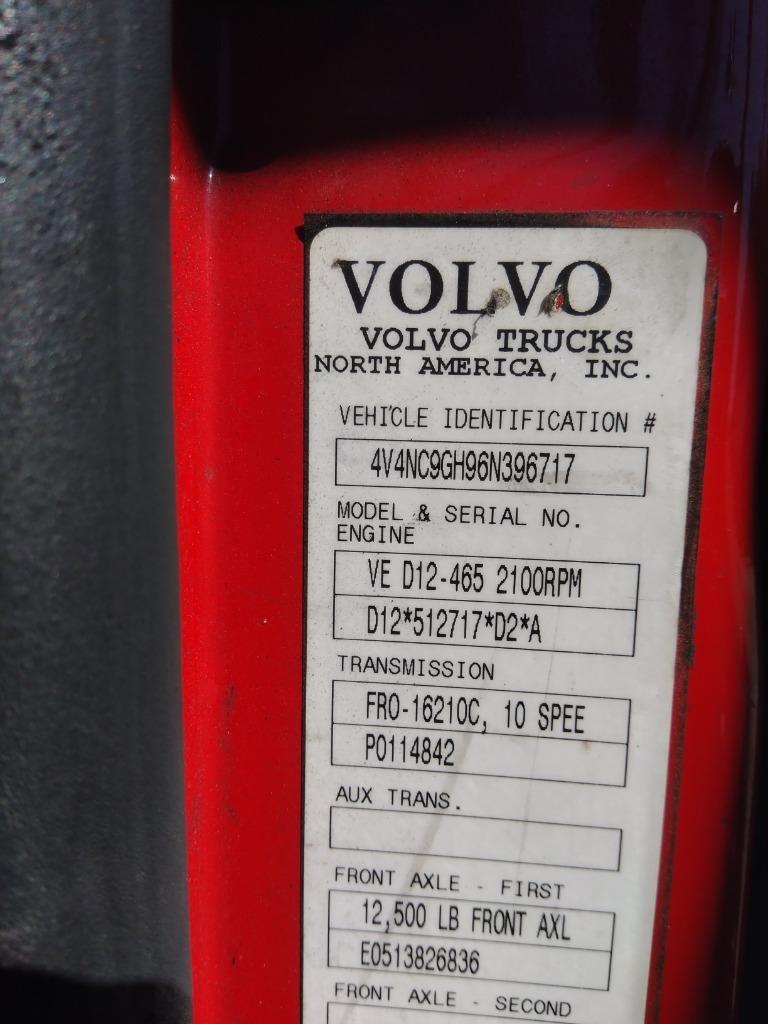 VOLVO
VOLVO TRUCKS
NORTH AMERICA, INC.
VEHICLE IDENTIFICATION #
4V4NC9GH96N396717
MODEL & SERIAL NO.
ENGINE
VE D12-465 2100RPM
D12*512717*D2*A
TRANSMISSION
FRO-16210C, 10 SPEE
P0114842
AUX TRANS.
FRONT AXLE - FIRST
12,500 LB FRONT AXL
E0513826836
FRONT AXLE - SECOND